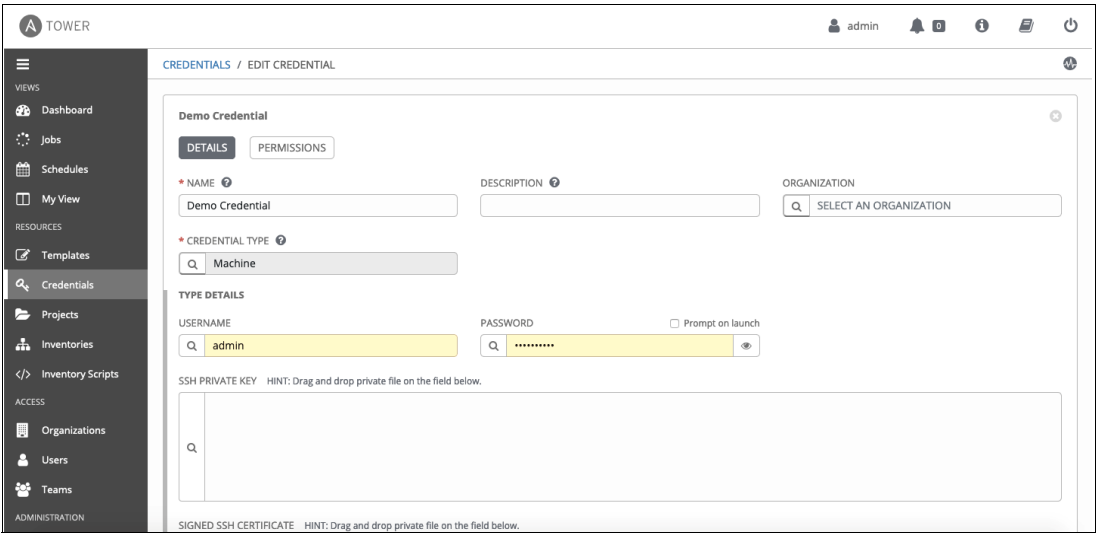 A TOWER
admin
0
VIEWS
Dashboard
Jobs
Schedules
My View
RESOURCES
Templates
Credentials
Projects
Inventories
</> Inventory Scripts
ACCESS
Organizations
Users
Teams
ADMINISTRATION
CREDENTIALS / EDIT CREDENTIAL
Demo Credential
DETAILS PERMISSIONS
* NAME ? DESCRIPTION ? ORGANIZATION
Demo Credential SELECT AN ORGANIZATION
* CREDENTIAL TYPE ?
Machine
TYPE DETAILS
USERNAME PASSWORD Prompt on launch
admin ••••••••••
SSH PRIVATE KEY HINT: Drag and drop private file on the field below.
SIGNED SSH CERTIFICATE HINT: Drag and drop private file on the field below.